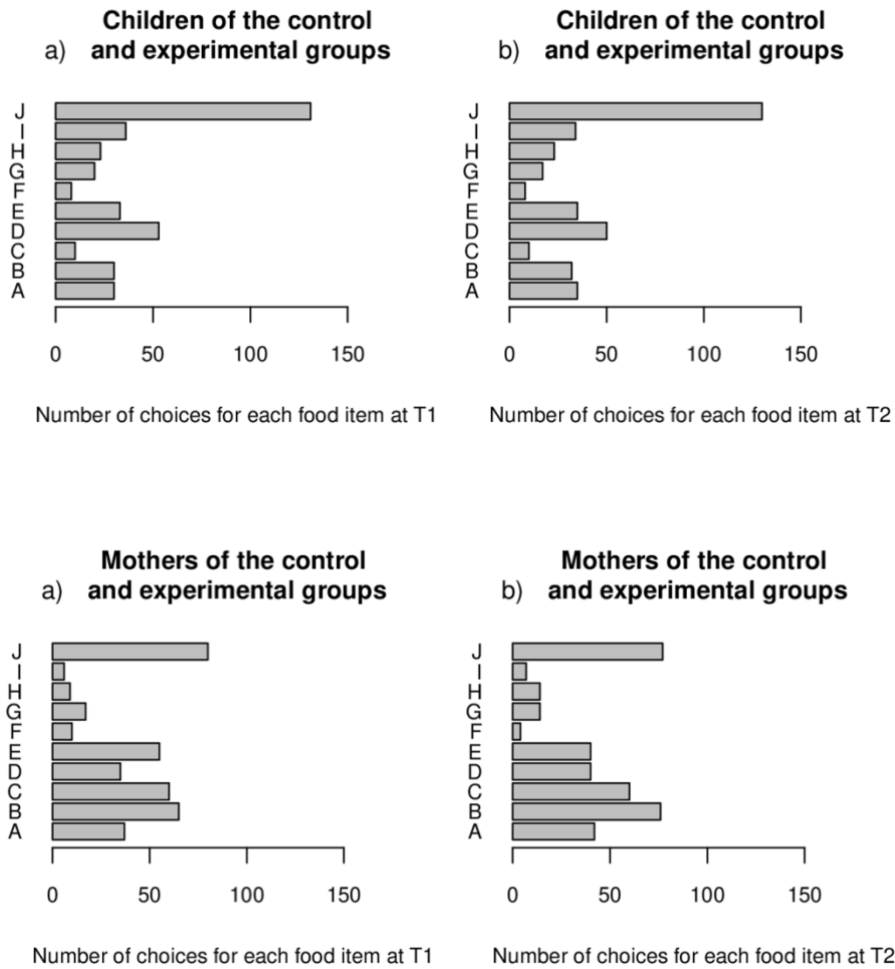 Children of the control
a) and experimental groups
J
I
H
G
F
E
D
C
B
A
0 50 100 150
Number of choices for each food item at T1
Children of the control
b) and experimental groups
J
I
H
G
F
E
D
C
B
A
0 50 100 150
Number of choices for each food item at T2
Mothers of the control
a) and experimental groups
J
I
H
G
F
E
D
C
B
A
0 50 100 150
Number of choices for each food item at T1
Mothers of the control
b) and experimental groups
J
I
H
G
F
E
D
C
B
A
0 50 100 150
Number of choices for each food item at T2